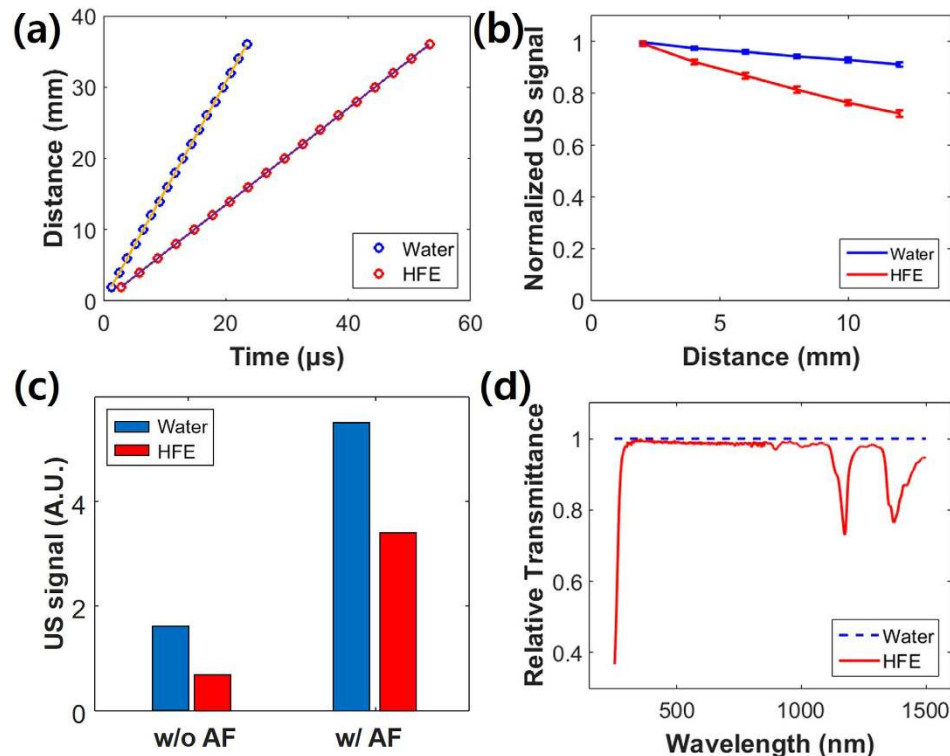 (a)
40
30
20
10
0
0 20 40 60
Distance (mm)
Time (μs)
Water
HFE
(b)
1
0.8
0.6
0.4
0.2
0
0 5 10
Normalized US signal
Distance (mm)
Water
HFE
(c)
4
2
0
US signal (A.U.)
w/o AF w/ AF
Water
HFE
(d)
1
0.8
0.6
0.4
500 1000 1500
Relative Transmittance
Wavelength (nm)
Water
HFE